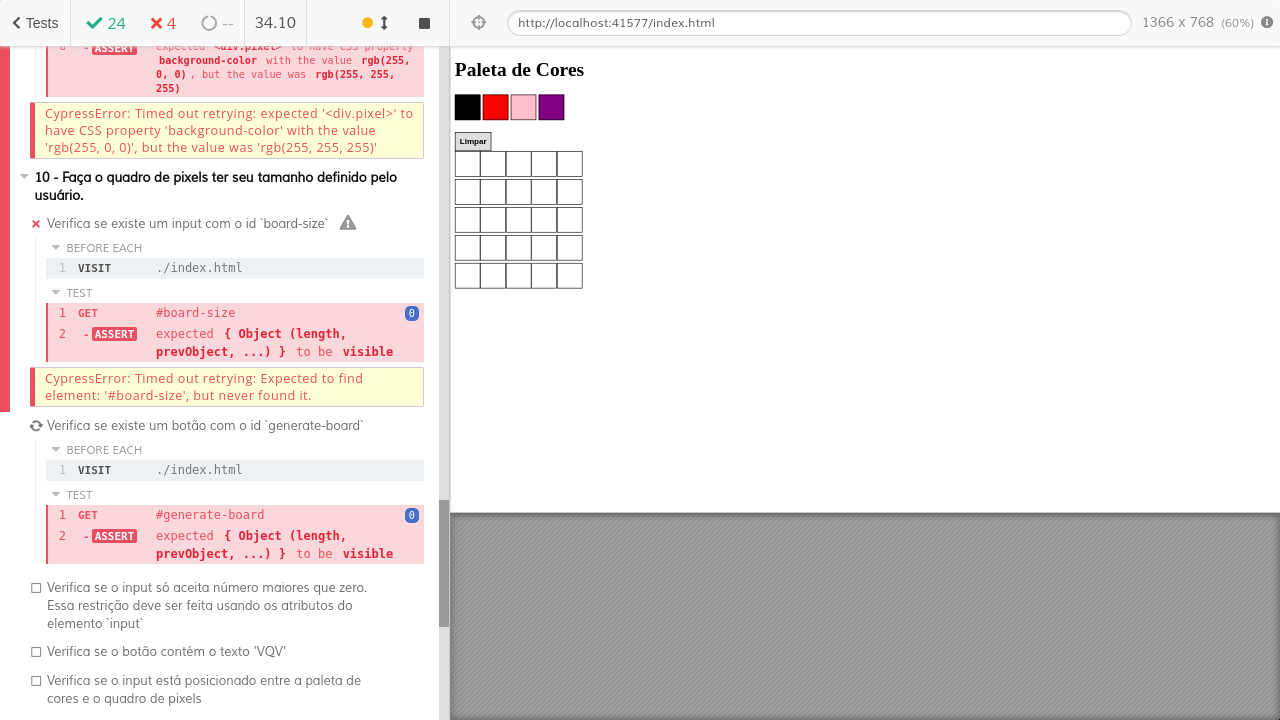 Tests 24 4 -- 34.10 http://localhost:41577/index.html 1366 x 768 (60%)
6 - ASSERT expected <div.pixel> to have CSS property
background-color with the value rgb(255,
0, 0), but the value was rgb(255, 255,
255)
CypressError: Timed out retrying: expected '<div.pixel>' to
have CSS property 'background-color' with the value
'rgb(255, 0, 0)', but the value was 'rgb(255, 255, 255)'
10 - Faça o quadro de pixels ter seu tamanho definido pelo
usuário.
Verifica se existe um input com o id `board-size`
BEFORE EACH
1 VISIT ./index.html
TEST
1 GET #board-size 0
2 - ASSERT expected { Object (length,
prevObject, ...) } to be visible
CypressError: Timed out retrying: Expected to find
element: '#board-size', but never found it.
Verifica se existe um botão com o id `generate-board`
BEFORE EACH
1 VISIT ./index.html
TEST
1 GET #generate-board 0
2 - ASSERT expected { Object (length,
prevObject, ...) } to be visible
Verifica se o input só aceita número maiores que zero.
Essa restrição deve ser feita usando os atributos do
elemento `input`
Verifica se o botão contém o texto 'VQV'
Verifica se o input está posicionado entre a paleta de
cores e o quadro de pixels
Paleta de Cores
Limpar